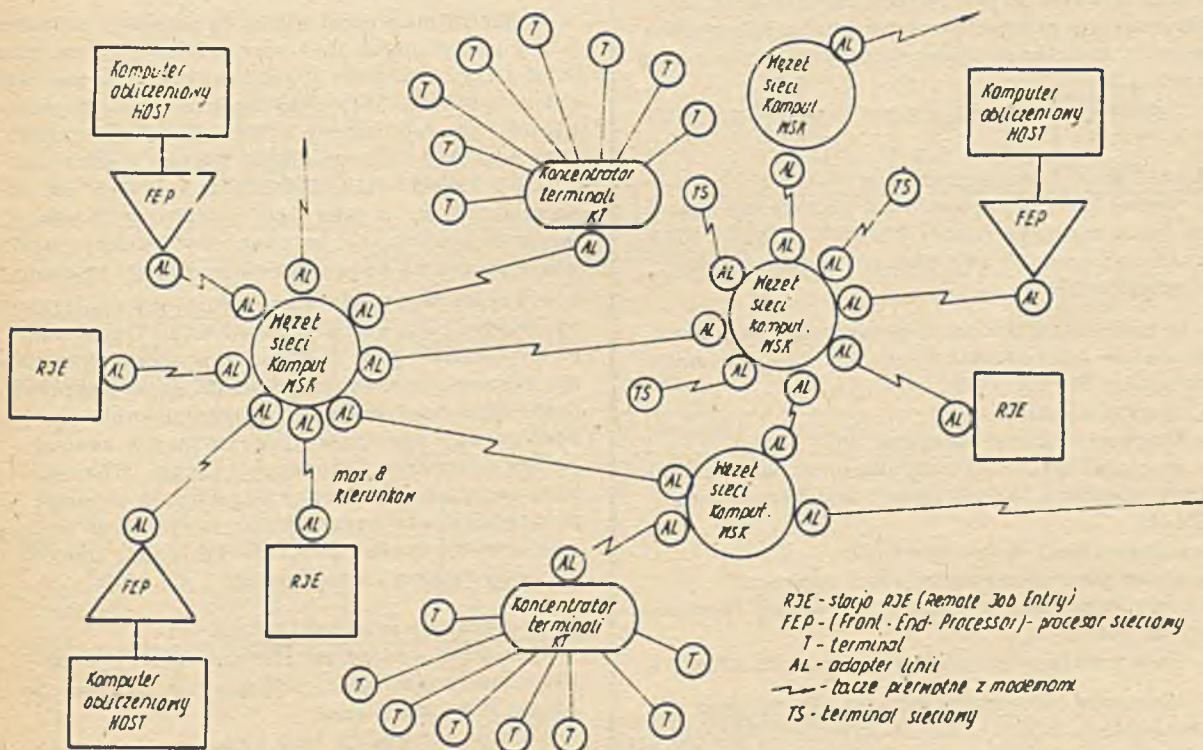 Komputer
obliczeniowy
HOST
FEP
AL
AL
AL
AL
AL
AL
AL
AL
AL
AL
Węzeł
sieci
Komput
WSK
RJE
AL
max. 8
kierunków
AL
RJE
AL
FEP
Komputer
obliczeniowy
HOST
T
T
T
T
T
T
T
T
T
Koncentrator
terminali
KT
AL
AL
Węzeł
sieci
Komput.
WSK
AL
AL
TS
TS
TS
AL
AL
AL
AL
AL
AL
AL
Węzeł
sieci
Komput.
WSK
Komputer
obliczeniowy
HOST
FEP
AL
AL
RJE
AL
AL
AL
AL
Węzeł
sieci
Komput.
WSK
AL
Koncentrator
terminali
KT
T
T
T
T
T
T
T
T
T
RJE - stacja RJE (Remote Job Entry)
FEP - (Front - End - Processor) - procesor sieciowy
T - terminal
AL - adapter linii
- łącze pierwotne z modemami
TS - terminal sieciowy